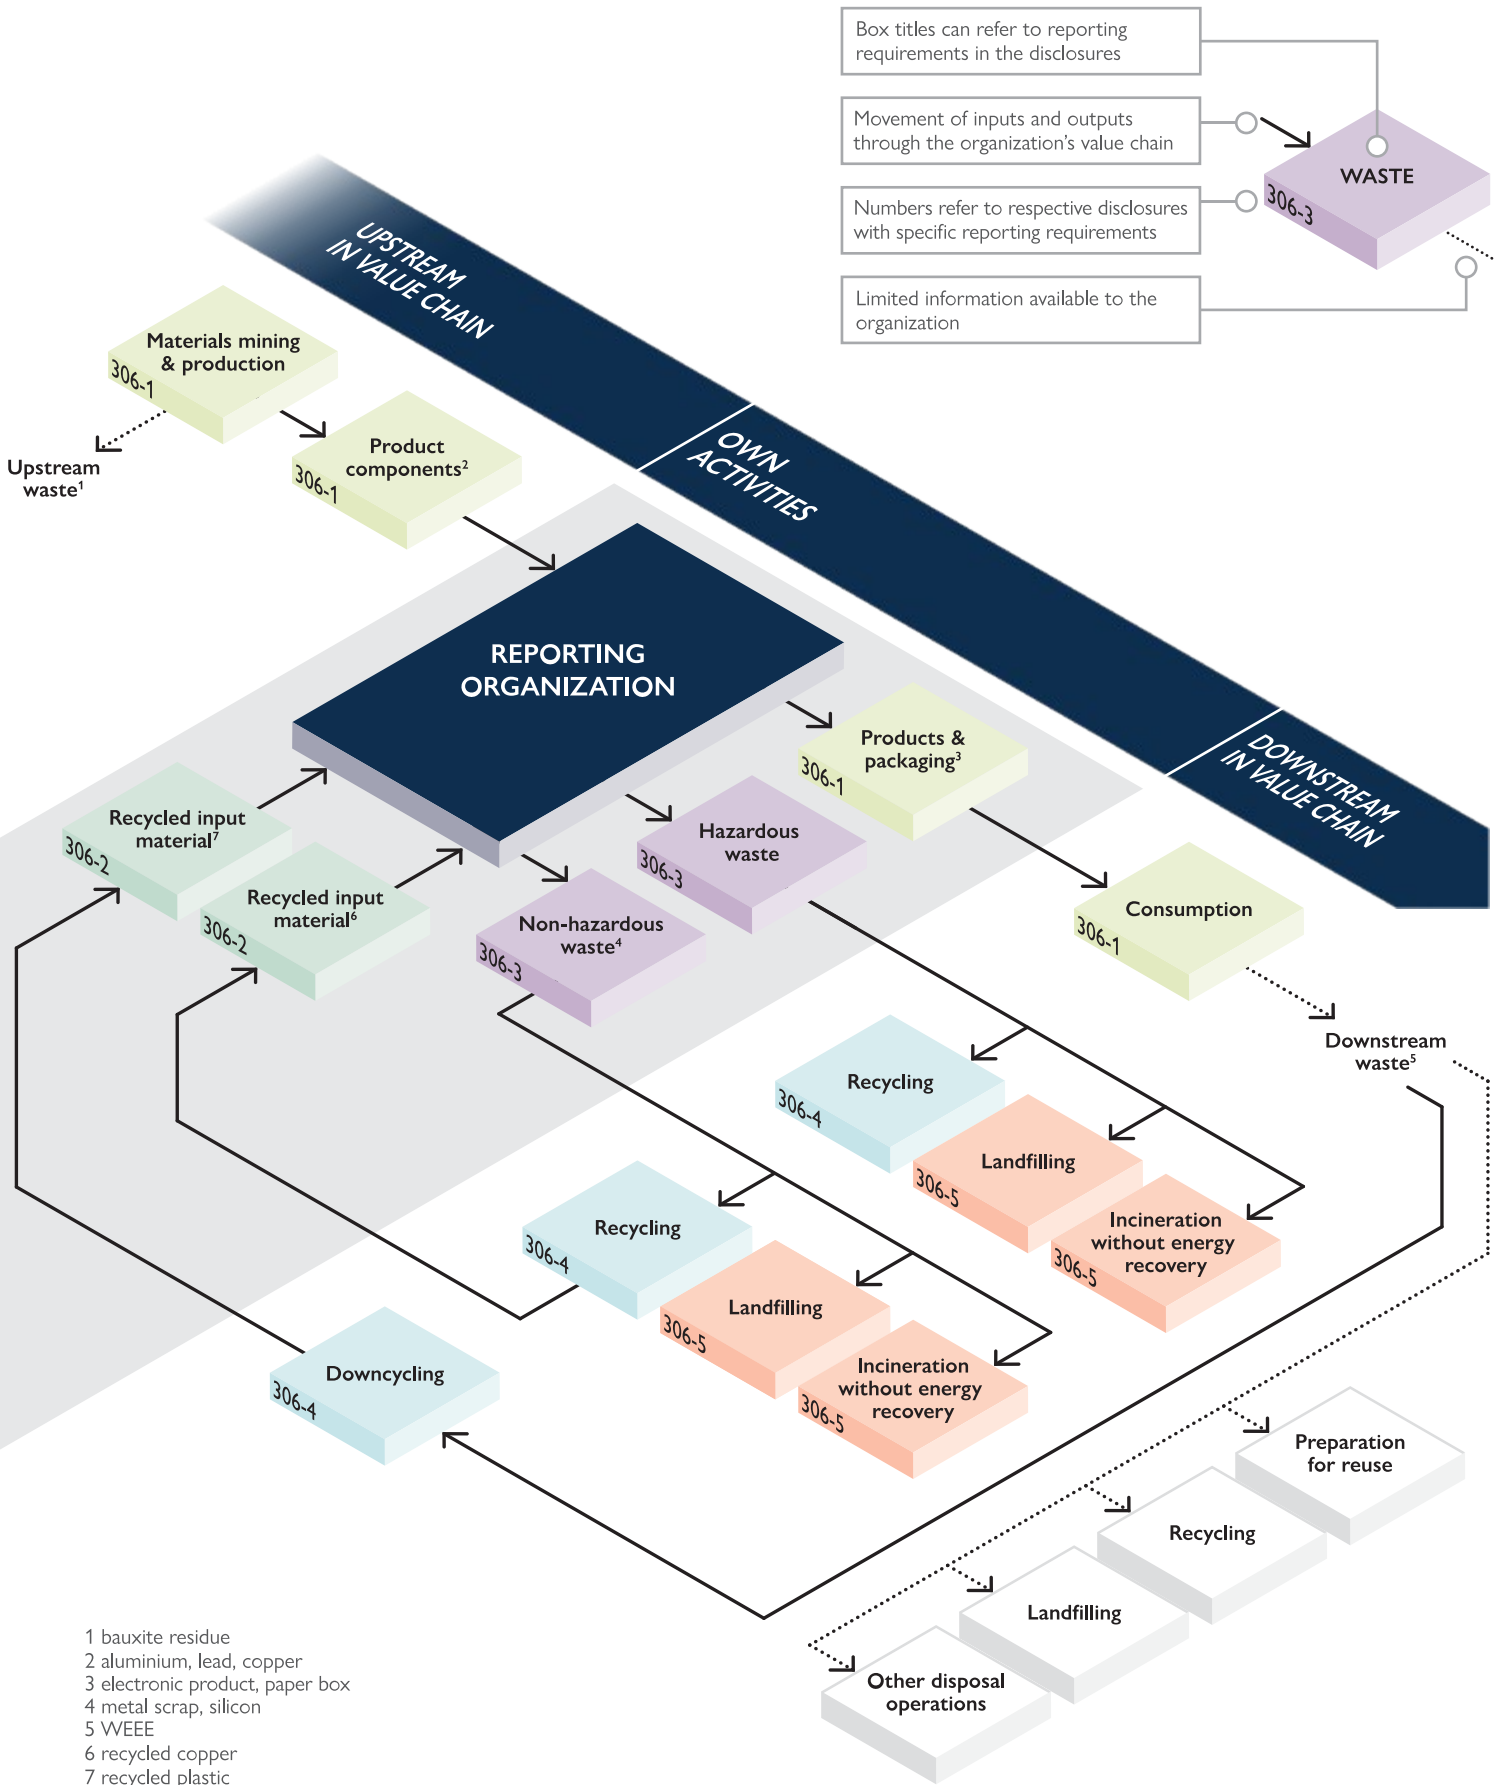 Box titles can refer to reporting
requirements in the disclosures
Movement of inputs and outputs
through the organization’s value chain
Numbers refer to respective disclosures
with specific reporting requirements
Limited information available to the
organization
WASTE
306-3
UPSTREAM
IN VALUE CHAIN
OWN
ACTIVITIES
DOWNSTREAM
IN VALUE CHAIN
Materials mining
& production
306-1
Upstream
waste¹
Product
components²
306-1
REPORTING
ORGANIZATION
Products &
packaging³
306-1
Recycled input
material⁷
306-2
Recycled input
material⁶
306-2
Hazardous
waste
306-3
Non-hazardous
waste⁴
306-3
Consumption
306-1
Downstream
waste⁵
Recycling
306-4
Landfilling
306-5
Incineration
without energy
recovery
306-5
Recycling
306-4
Landfilling
306-5
Incineration
without energy
recovery
306-5
Downcycling
306-4
Preparation
for reuse
Recycling
Landfilling
Other disposal
operations
1 bauxite residue
2 aluminium, lead, copper
3 electronic product, paper box
4 metal scrap, silicon
5 WEEE
6 recycled copper
7 recycled plastic